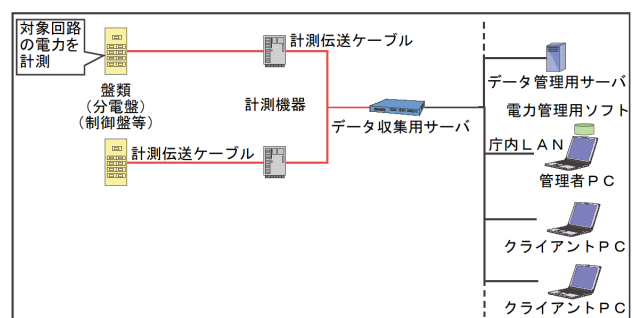 対象回路
の電力を
計測
計測伝送ケーブル
盤類
（分電盤）
（制御盤等）
計測機器
データ収集用サーバ
計測伝送ケーブル
データ管理用サーバ
電力管理用ソフト
庁内ＬＡＮ
管理者ＰＣ
クライアントＰＣ
クライアントＰＣ